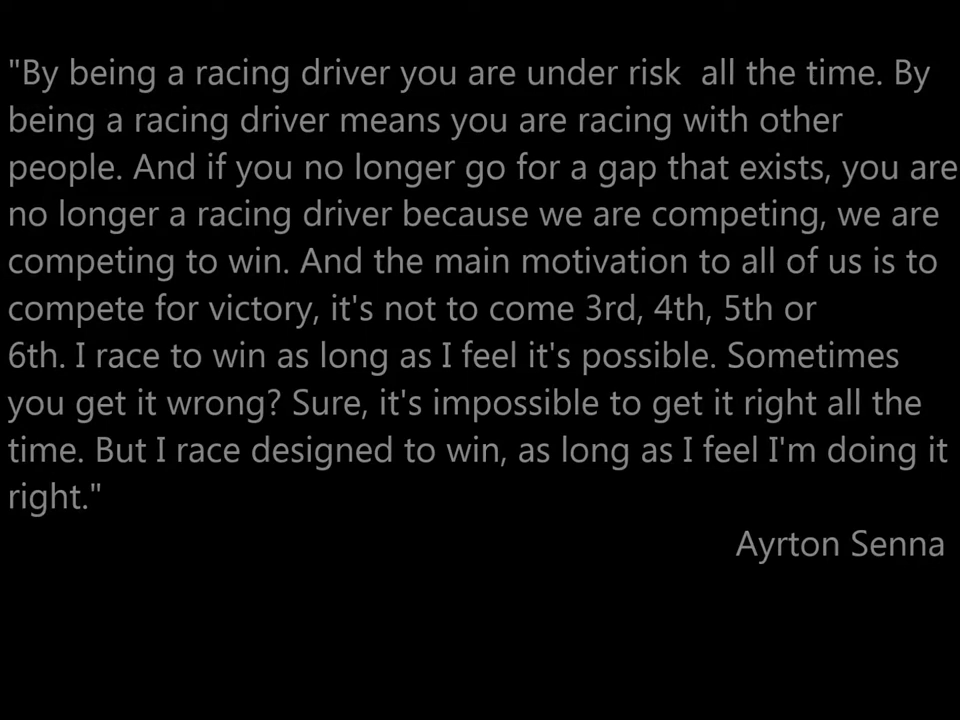 "By being a racing driver you are under risk  all the time. By
being a racing driver means you are racing with other
people. And if you no longer go for a gap that exists, you are
no longer a racing driver because we are competing, we are
competing to win. And the main motivation to all of us is to
compete for victory, it's not to come 3rd, 4th, 5th or
6th. I race to win as long as I feel it's possible. Sometimes
you get it wrong? Sure, it's impossible to get it right all the
time. But I race designed to win, as long as I feel I'm doing it
right."
Ayrton Senna